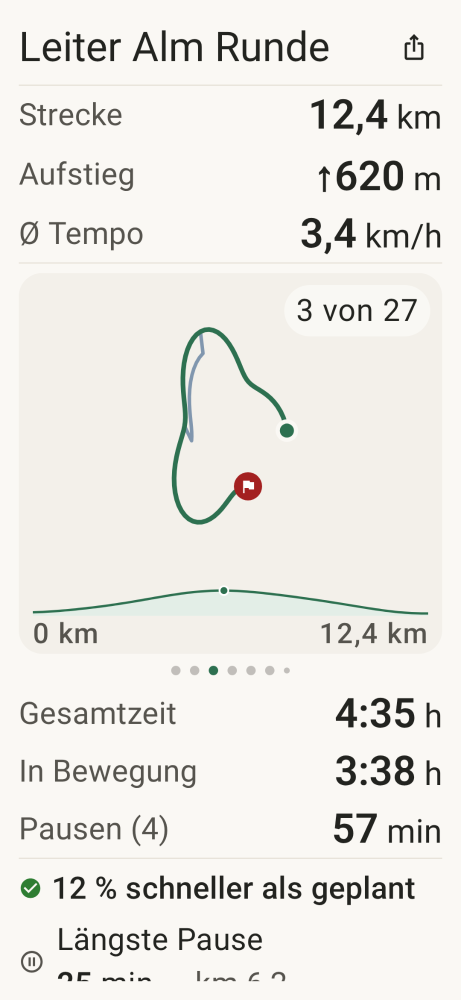 Leiter Alm Runde
Strecke 12,4 km
Aufstieg ↑620 m
Ø Tempo 3,4 km/h
3 von 27
0 km 12,4 km
Gesamtzeit 4:35 h
In Bewegung 3:38 h
Pausen (4) 57 min
12 % schneller als geplant
Längste Pause
min km